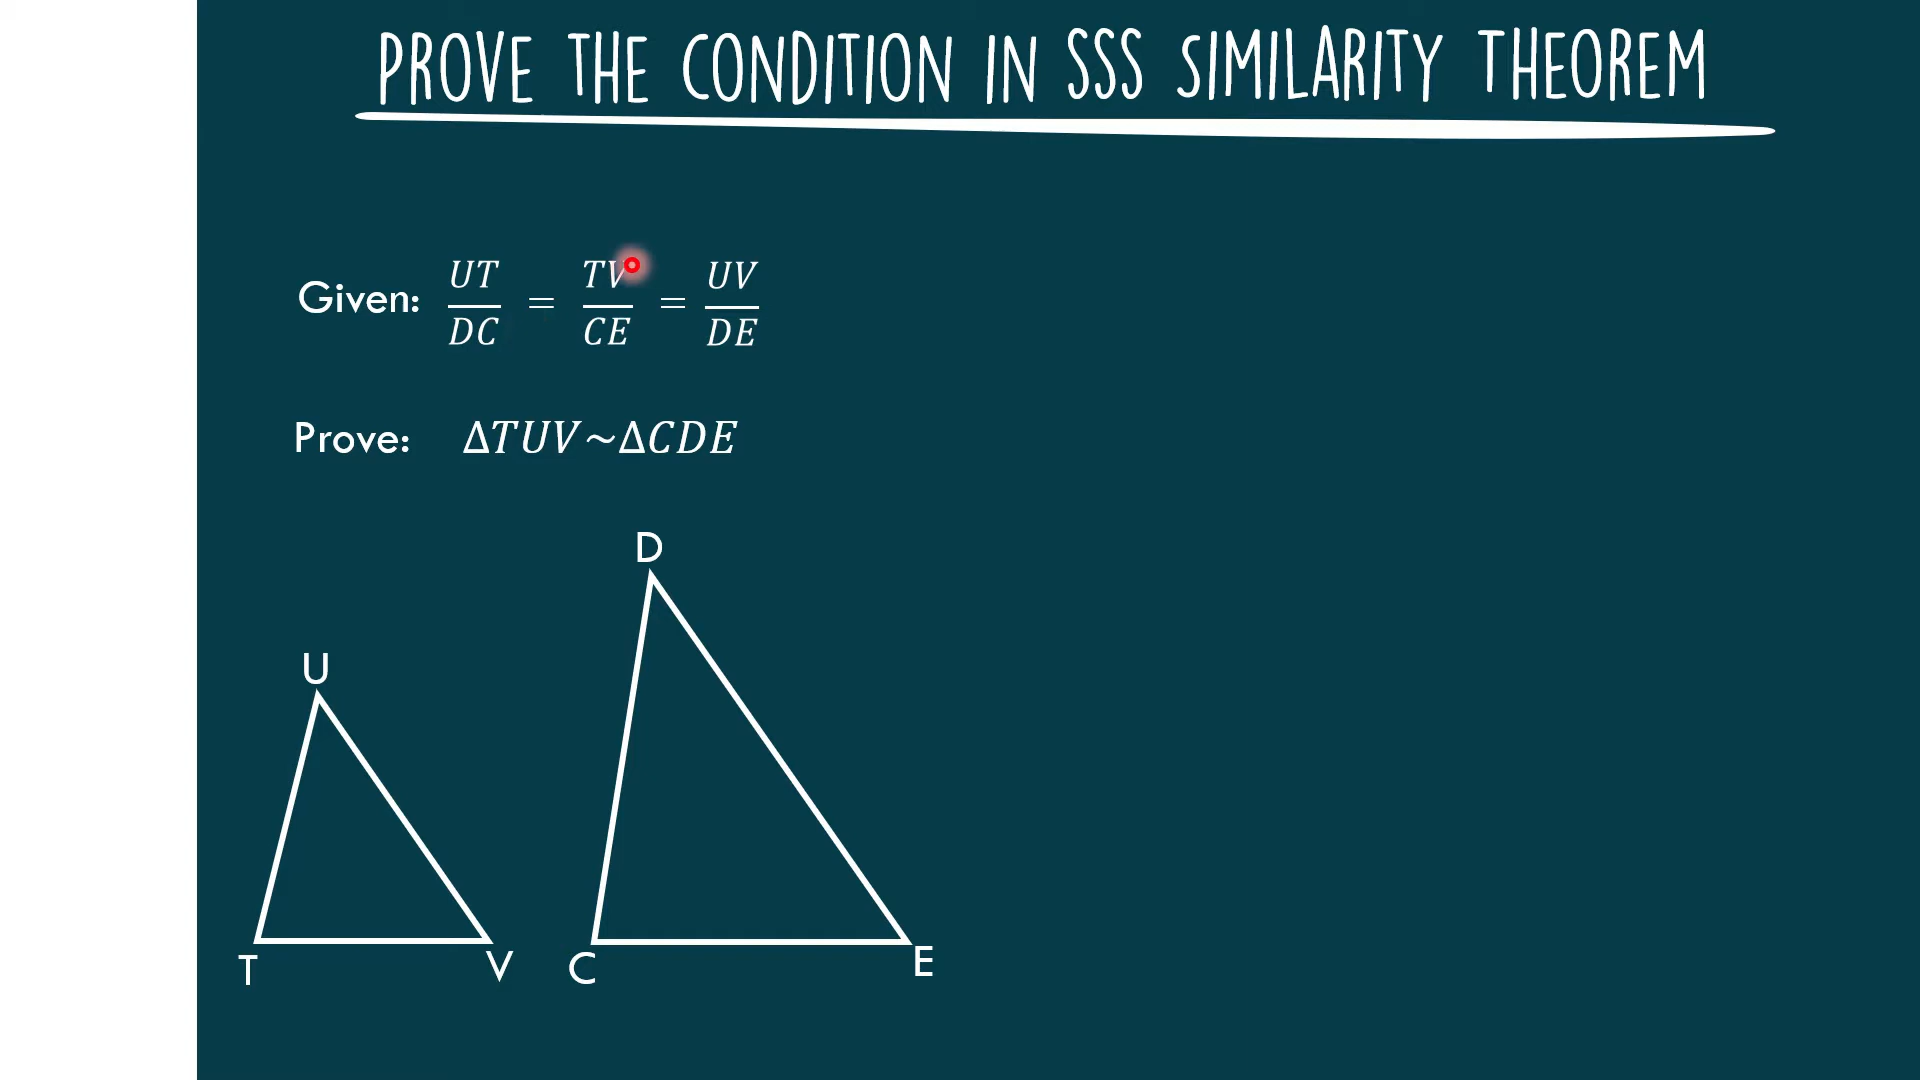 PROVE THE CONDITION IN SSS SIMILARITY THEOREM
Given: UT/DC = TV/CE = UV/DE
Prove: ΔTUV~ΔCDE
D
U
T
V
C
E